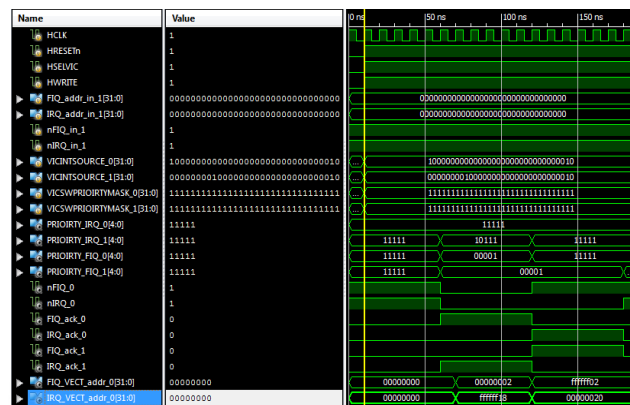 Name Value 0 ns 50 ns 100 ns 150 ns
HCLK 1
HRESETn 1
HSELVIC 1
HWRITE 1
FIQ_addr_in_1[31:0] 00000000000000000000000000000000 00000000000000000000000000000000
IRQ_addr_in_1[31:0] 00000000000000000000000000000000 00000000000000000000000000000000
nFIQ_in_1 1
nIRQ_in_1 1
VICINTSOURCE_0[31:0] 10000000000000000000000000000010 ... 10000000000000000000000000000010
VICINTSOURCE_1[31:0] 00000000100000000000000000000010 ... 00000000100000000000000000000010
VICSWPRIOIRTYMASK_0[31:0] 11111111111111111111111111111111 ... 11111111111111111111111111111111
VICSWPRIOIRTYMASK_1[31:0] 11111111111111111111111111111111 ... 11111111111111111111111111111111
PRIOIRTY_IRQ_0[4:0] 11111 11111
PRIOIRTY_IRQ_1[4:0] 11111 11111 10111 11111
PRIOIRTY_FIQ_0[4:0] 11111 11111 00001 11111
PRIOIRTY_FIQ_1[4:0] 11111 11111 00001
nFIQ_0 1
nIRQ_0 1
FIQ_ack_0 0
IRQ_ack_0 0
FIQ_ack_1 0
IRQ_ack_1 0
FIQ_VECT_addr_0[31:0] 00000000 00000000 00000002 ffffff02
IRQ_VECT_addr_0[31:0] 00000000 00000000 ffffff18 00000020